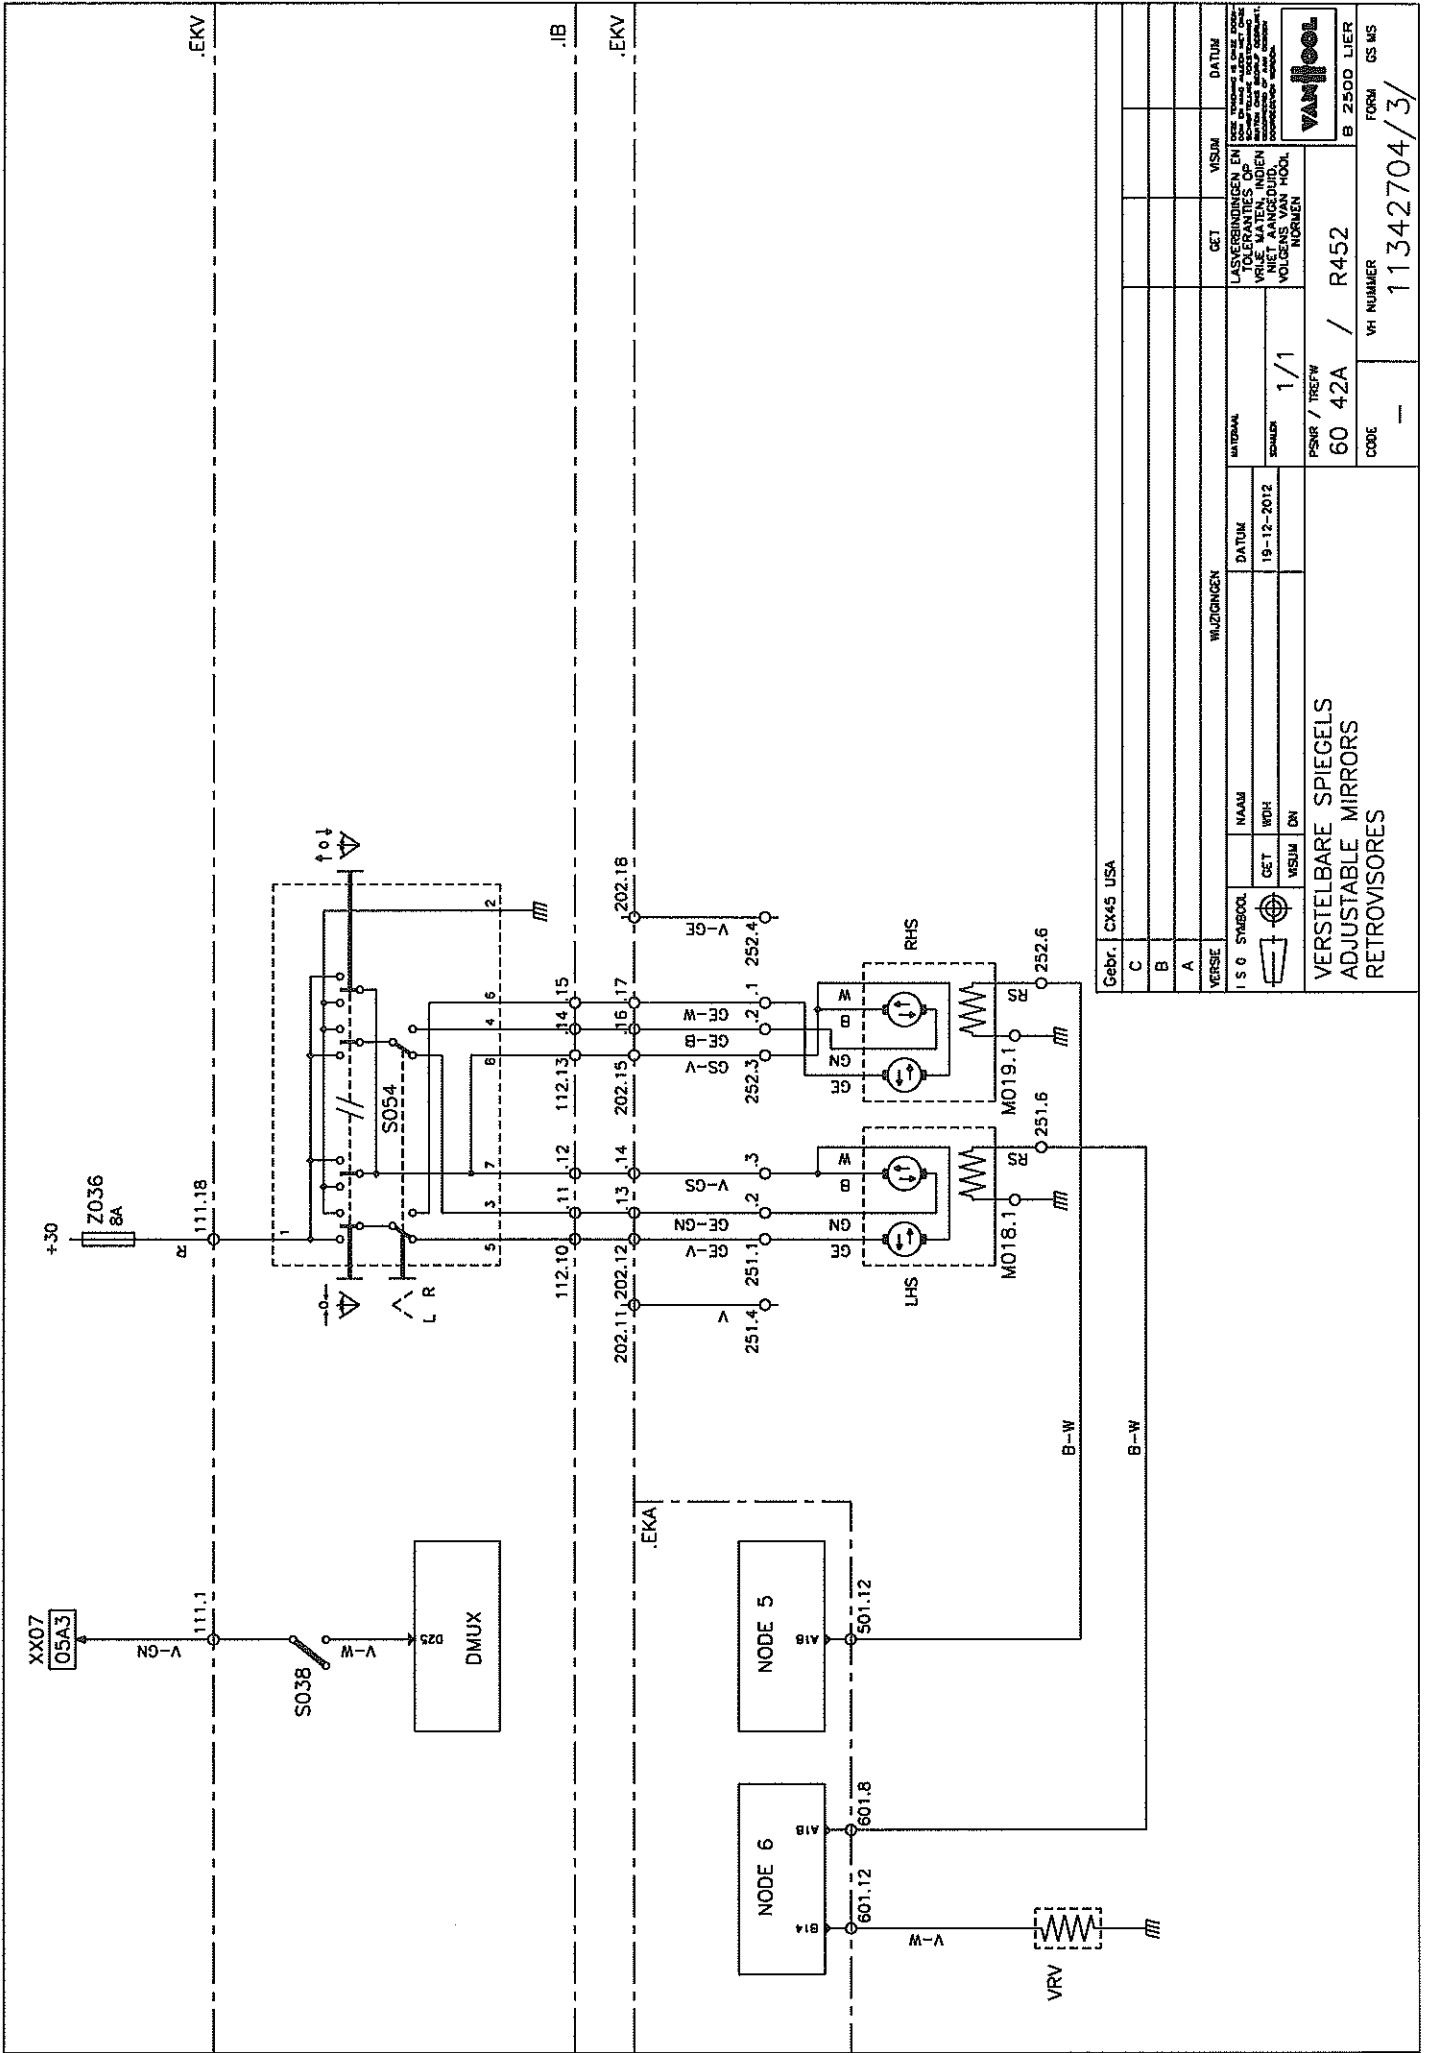 XX07
05A3
V-GN
111.1
S038
V-W
D25
DMUX
+30
Z036
8A
R
111.18
.EKV
1
S054
L R
2
5
3
7
6
4
6
.IB
112.10
.11
.12
112.13
.14
.15
.EKV
202.11
202.12
.13
.14
202.15
.16
.17
202.18
V
GE-V
GE-GN
V-GS
GS-V
GE-B
GE-W
V-GE
251.4
251.1
.2
.3
252.3
.2
.1
252.4
.EKA
NODE 6
B14
A18
601.12
601.8
NODE 5
A18
501.12
LHS
GE
GN
B
W
M018.1
RS
251.6
RHS
GE
GN
B
W
M019.1
RS
252.6
B-W
B-W
V-W
VRV
Gebr. CX45 USA
C
B
A
VERSIE
WIJZIGINGEN
GET
VISUM
DATUM
I S O SYMBOOL
NAAM
DATUM
GET
WDH
19-12-2012
VISUM
DN
MATERIAAL
SCHALEN
1/1
LASVERBINDINGEN EN
TOLERANTIES OP
VRIJE MATEN, INDIEN
NIET AANGEDUID,
VOLGENS VAN HOOL
NORMEN
VAN HOOL
B 2500 LIER
VERSTELBARE SPIEGELS
ADJUSTABLE MIRRORS
RETROVISORES
PSNR / TREFW
60 42A / R452
CODE
-
VH NUMMER
11342704/3/
FORM GS MS